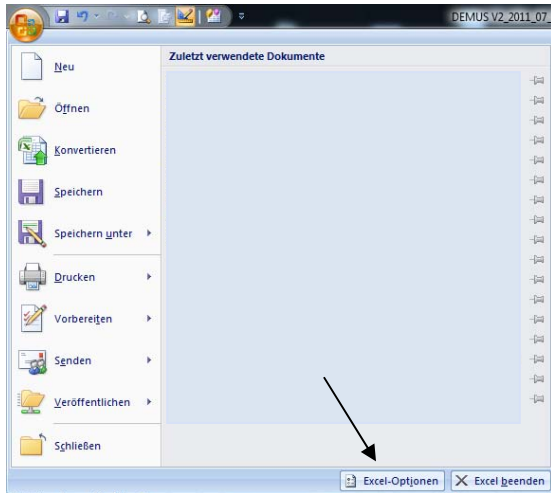 DEMUS V2_2011_07_
Zuletzt verwendete Dokumente
Neu
Öffnen
Konvertieren
Speichern
Speichern unter
Drucken
Vorbereiten
Senden
Veröffentlichen
Schließen
Excel-Optionen
Excel beenden